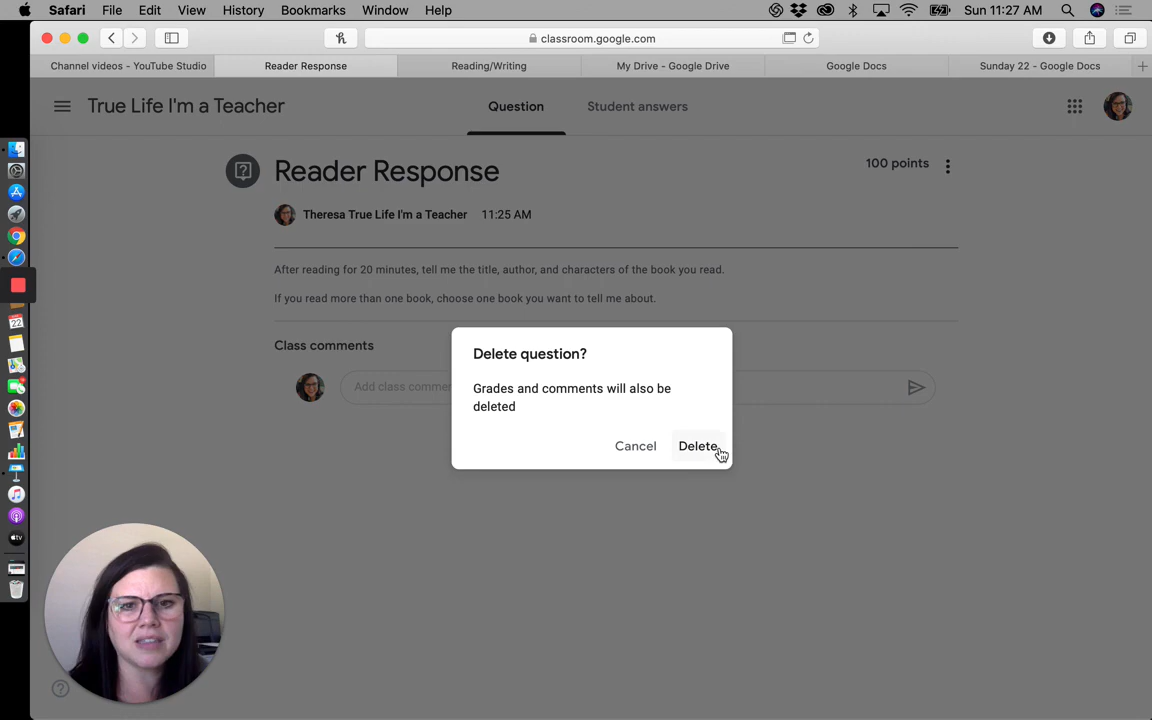 Safari File Edit View History Bookmarks Window Help Sun 11:27 AM
classroom.google.com
Channel videos - YouTube Studio Reader Response Reading/Writing My Drive - Google Drive Google Docs Sunday 22 - Google Docs
True Life I'm a Teacher Question Student answers
Reader Response 100 points
Theresa True Life I'm a Teacher 11:25 AM
After reading for 20 minutes, tell me the title, author, and characters of the book you read.
If you read more than one book, choose one book you want to tell me about.
Class comments
Add class comme
Delete question?
Grades and comments will also be
deleted
Cancel Delete